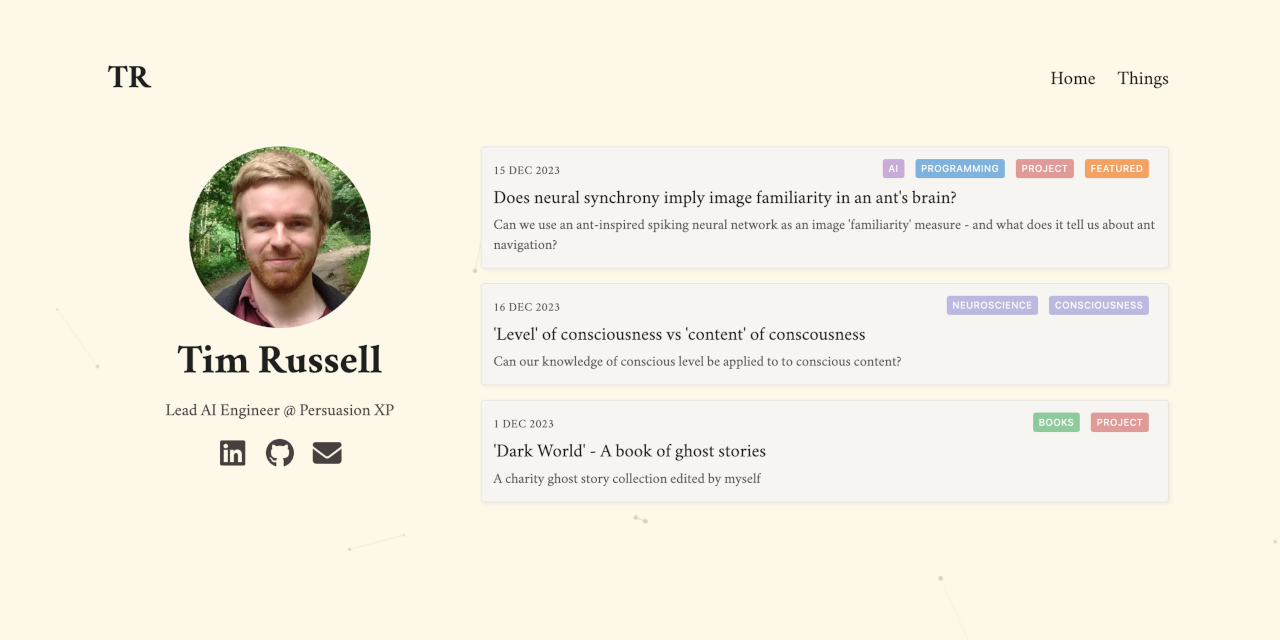 TR
Home Things
Tim Russell
Lead AI Engineer @ Persuasion XP
15 DEC 2023
AI PROGRAMMING PROJECT FEATURED
Does neural synchrony imply image familiarity in an ant's brain?
Can we use an ant-inspired spiking neural network as an image 'familiarity' measure - and what does it tell us about ant
navigation?
16 DEC 2023
NEUROSCIENCE CONSCIOUSNESS
'Level' of consciousness vs 'content' of conscousness
Can our knowledge of conscious level be applied to to conscious content?
1 DEC 2023
BOOKS PROJECT
'Dark World' - A book of ghost stories
A charity ghost story collection edited by myself